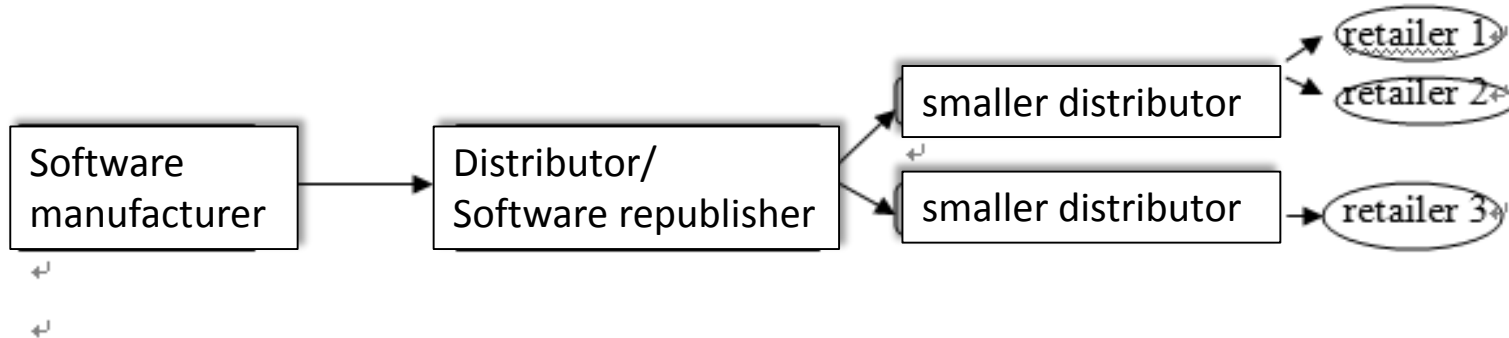 Software
manufacturer
Distributor/
Software republisher
smaller distributor
smaller distributor
retailer 1
retailer 2
retailer 3